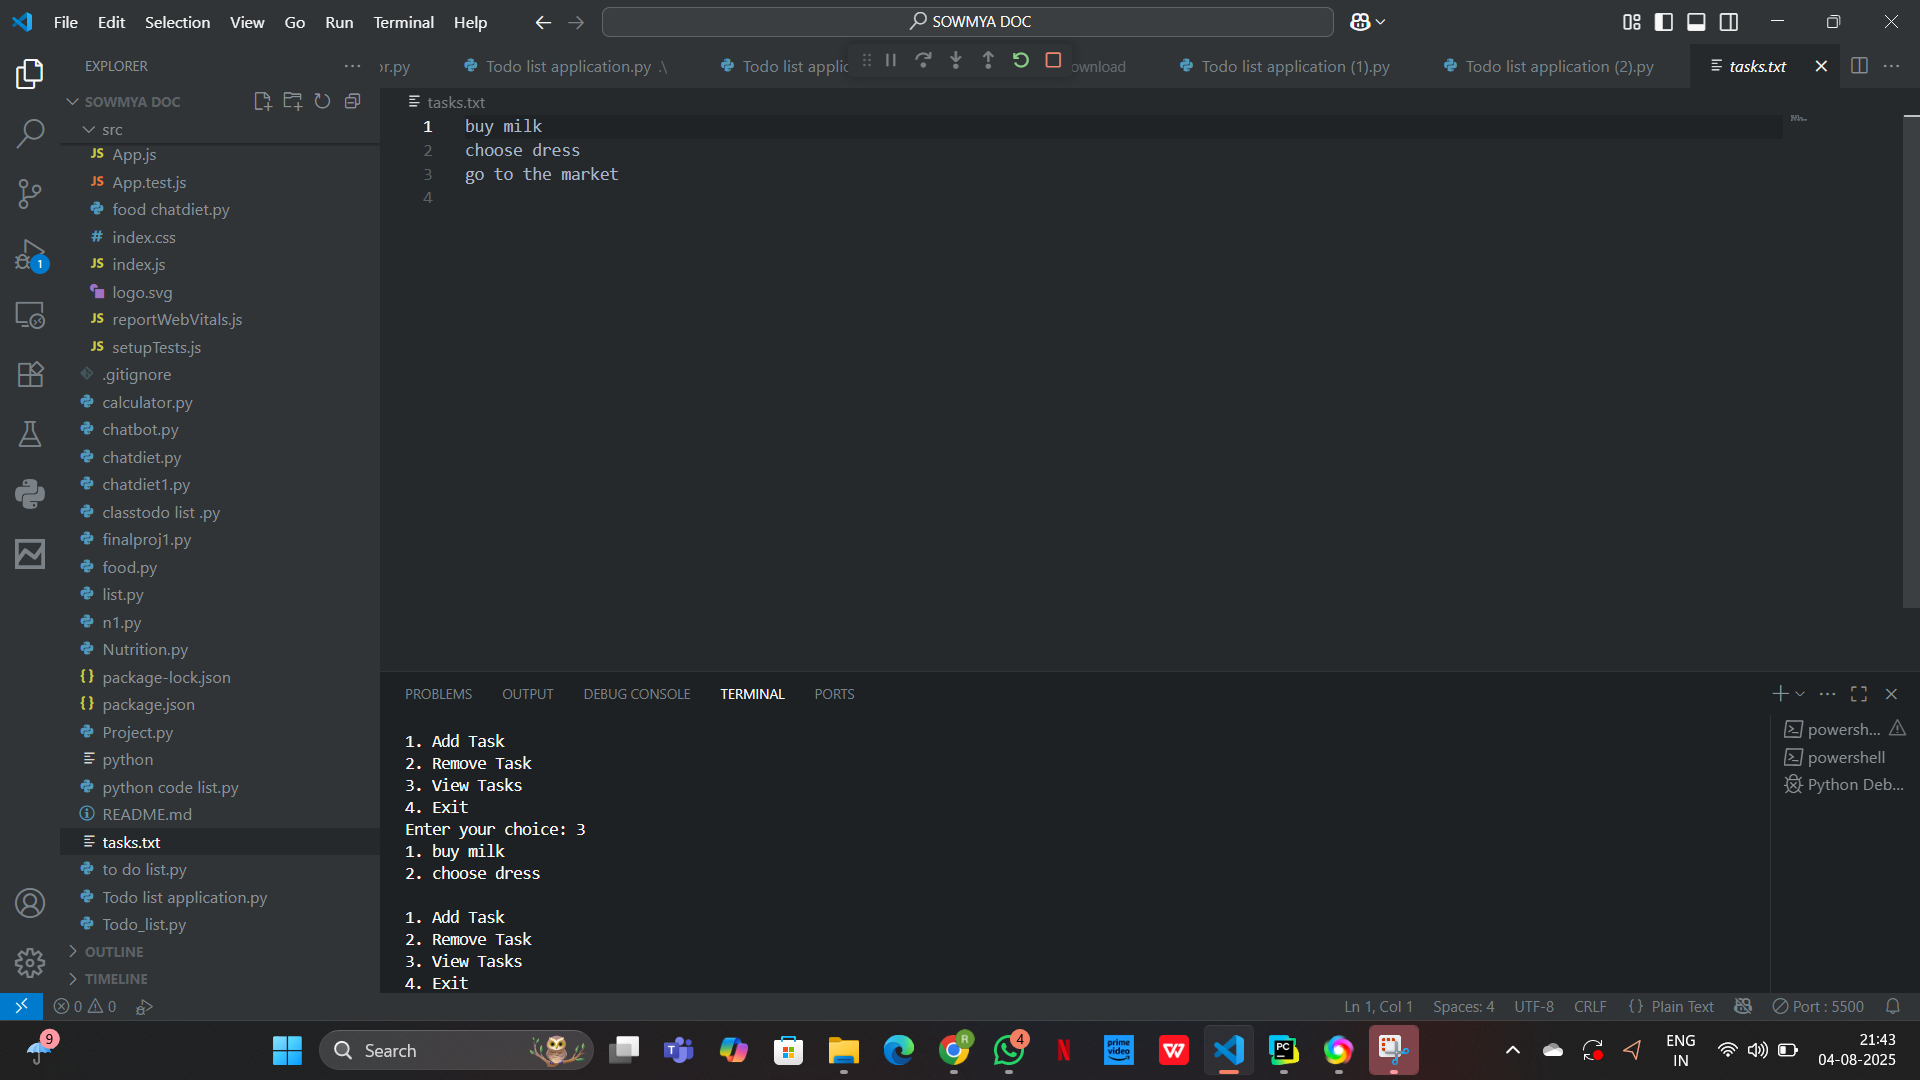 File Edit Selection View Go Run Terminal Help
SOWMYA DOC
EXPLORER
or.py
Todo list application.py .\
Todo list applic
ownload
Todo list application (1).py
Todo list application (2).py
tasks.txt
SOWMYA DOC
src
App.js
App.test.js
food chatdiet.py
index.css
index.js
logo.svg
reportWebVitals.js
setupTests.js
.gitignore
calculator.py
chatbot.py
chatdiet.py
chatdiet1.py
classtodo list .py
finalproj1.py
food.py
list.py
n1.py
Nutrition.py
package-lock.json
package.json
Project.py
python
python code list.py
README.md
tasks.txt
to do list.py
Todo list application.py
Todo_list.py
OUTLINE
TIMELINE
tasks.txt
1 buy milk
2 choose dress
3 go to the market
4
PROBLEMS OUTPUT DEBUG CONSOLE TERMINAL PORTS
1. Add Task
2. Remove Task
3. View Tasks
4. Exit
Enter your choice: 3
1. buy milk
2. choose dress
1. Add Task
2. Remove Task
3. View Tasks
4. Exit
powersh...
powershell
Python Deb...
0 0
Ln 1, Col 1 Spaces: 4 UTF-8 CRLF {} Plain Text Port : 5500
9
Search
4
ENG
IN
21:43
04-08-2025